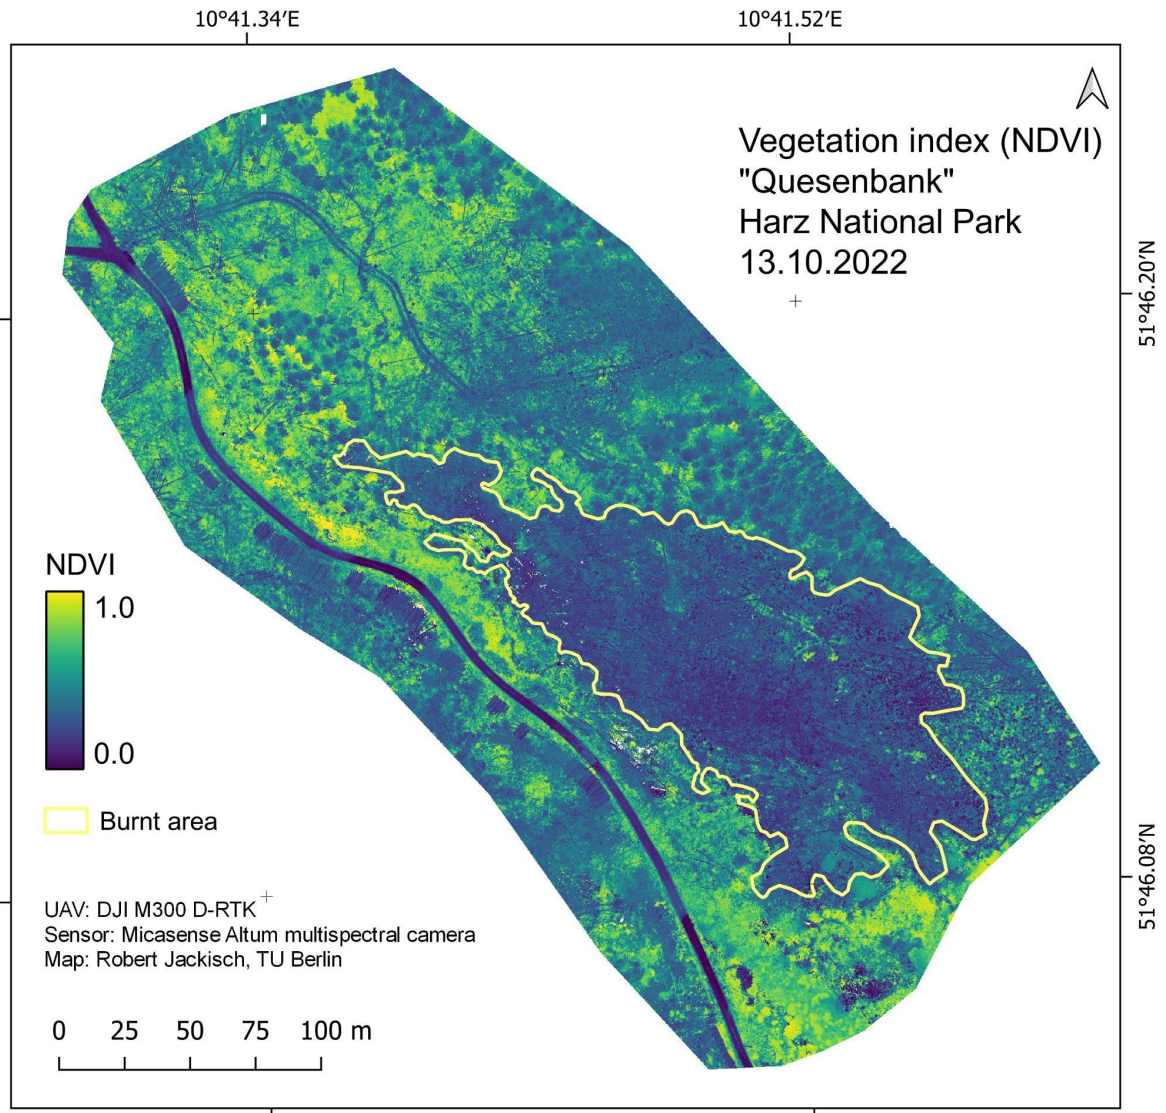 10°41.34′E
10°41.52′E
Vegetation index (NDVI)
"Quesenbank"
Harz National Park
13.10.2022
51°46.20′N
NDVI
1.0
0.0
Burnt area
51°46.08′N
UAV: DJI M300 D-RTK
Sensor: Micasense Altum multispectral camera
Map: Robert Jackisch, TU Berlin
0 25 50 75 100 m